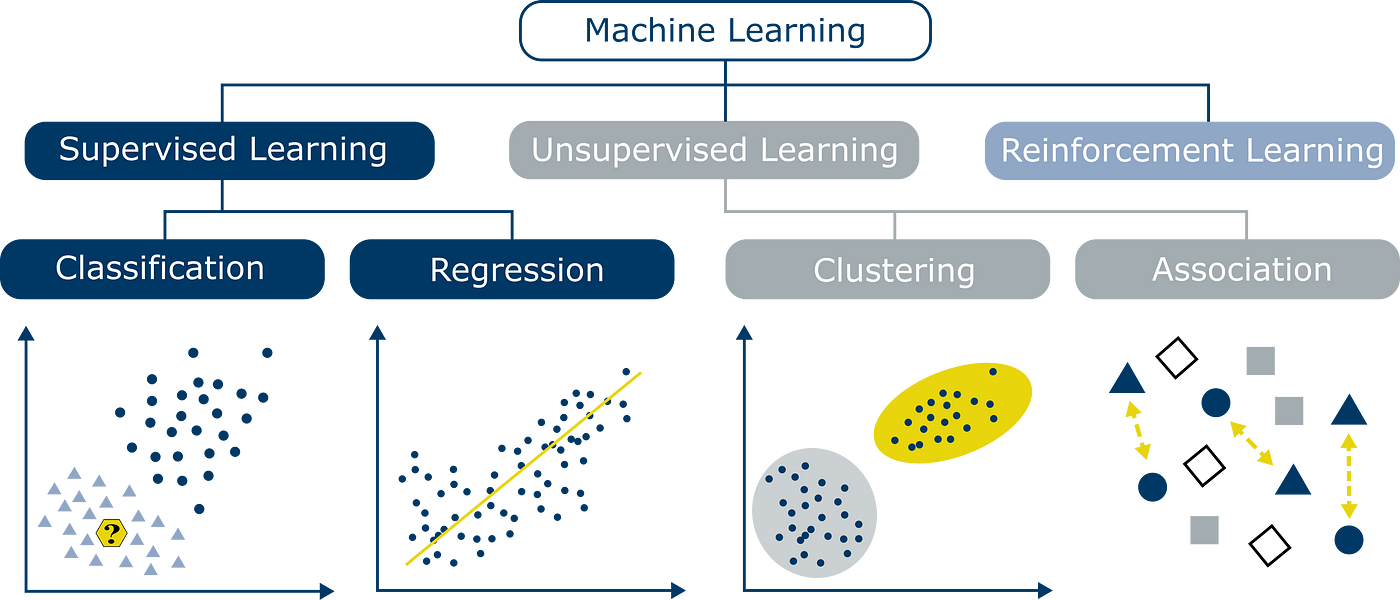 Machine Learning
Supervised Learning
Unsupervised Learning
Reinforcement Learning
Classification
Regression
Clustering
Association
?